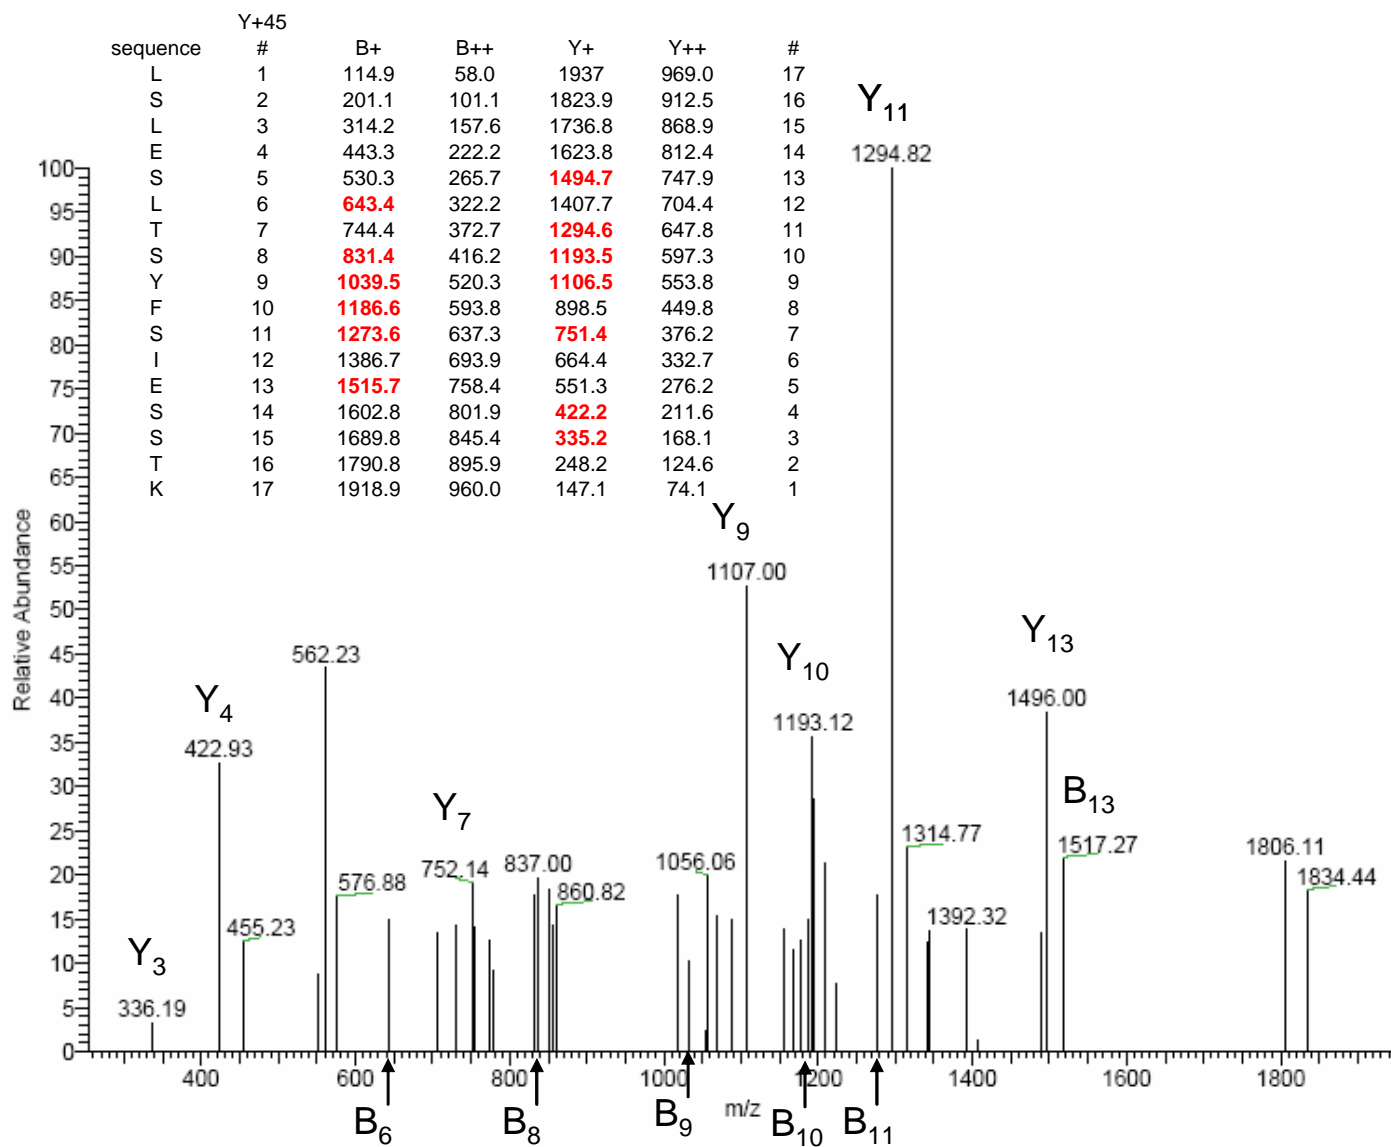 Y+45
sequence # B+ B++ Y+ Y++ #
L 1 114.9 58.0 1937 969.0 17
S 2 201.1 101.1 1823.9 912.5 16
L 3 314.2 157.6 1736.8 868.9 15
E 4 443.3 222.2 1623.8 812.4 14
S 5 530.3 265.7 1494.7 747.9 13
L 6 643.4 322.2 1407.7 704.4 12
T 7 744.4 372.7 1294.6 647.8 11
S 8 831.4 416.2 1193.5 597.3 10
Y 9 1039.5 520.3 1106.5 553.8 9
F 10 1186.6 593.8 898.5 449.8 8
S 11 1273.6 637.3 751.4 376.2 7
I 12 1386.7 693.9 664.4 332.7 6
E 13 1515.7 758.4 551.3 276.2 5
S 14 1602.8 801.9 422.2 211.6 4
S 15 1689.8 845.4 335.2 168.1 3
T 16 1790.8 895.9 248.2 124.6 2
K 17 1918.9 960.0 147.1 74.1 1
Y11
1294.82
Y9
1107.00
Y13
1496.00
Y10
1193.12
562.23
Y4
422.93
B13
1517.27
Y7
752.14
837.00
860.82
1056.06
1314.77
1392.32
1806.11
1834.44
576.88
455.23
Y3
336.19
Relative Abundance
100
95
90
85
80
75
70
65
60
55
50
45
40
35
30
25
20
15
10
5
0
400 600 800 1000 1200 1400 1600 1800
m/z
B6 B8 B9 B10 B11